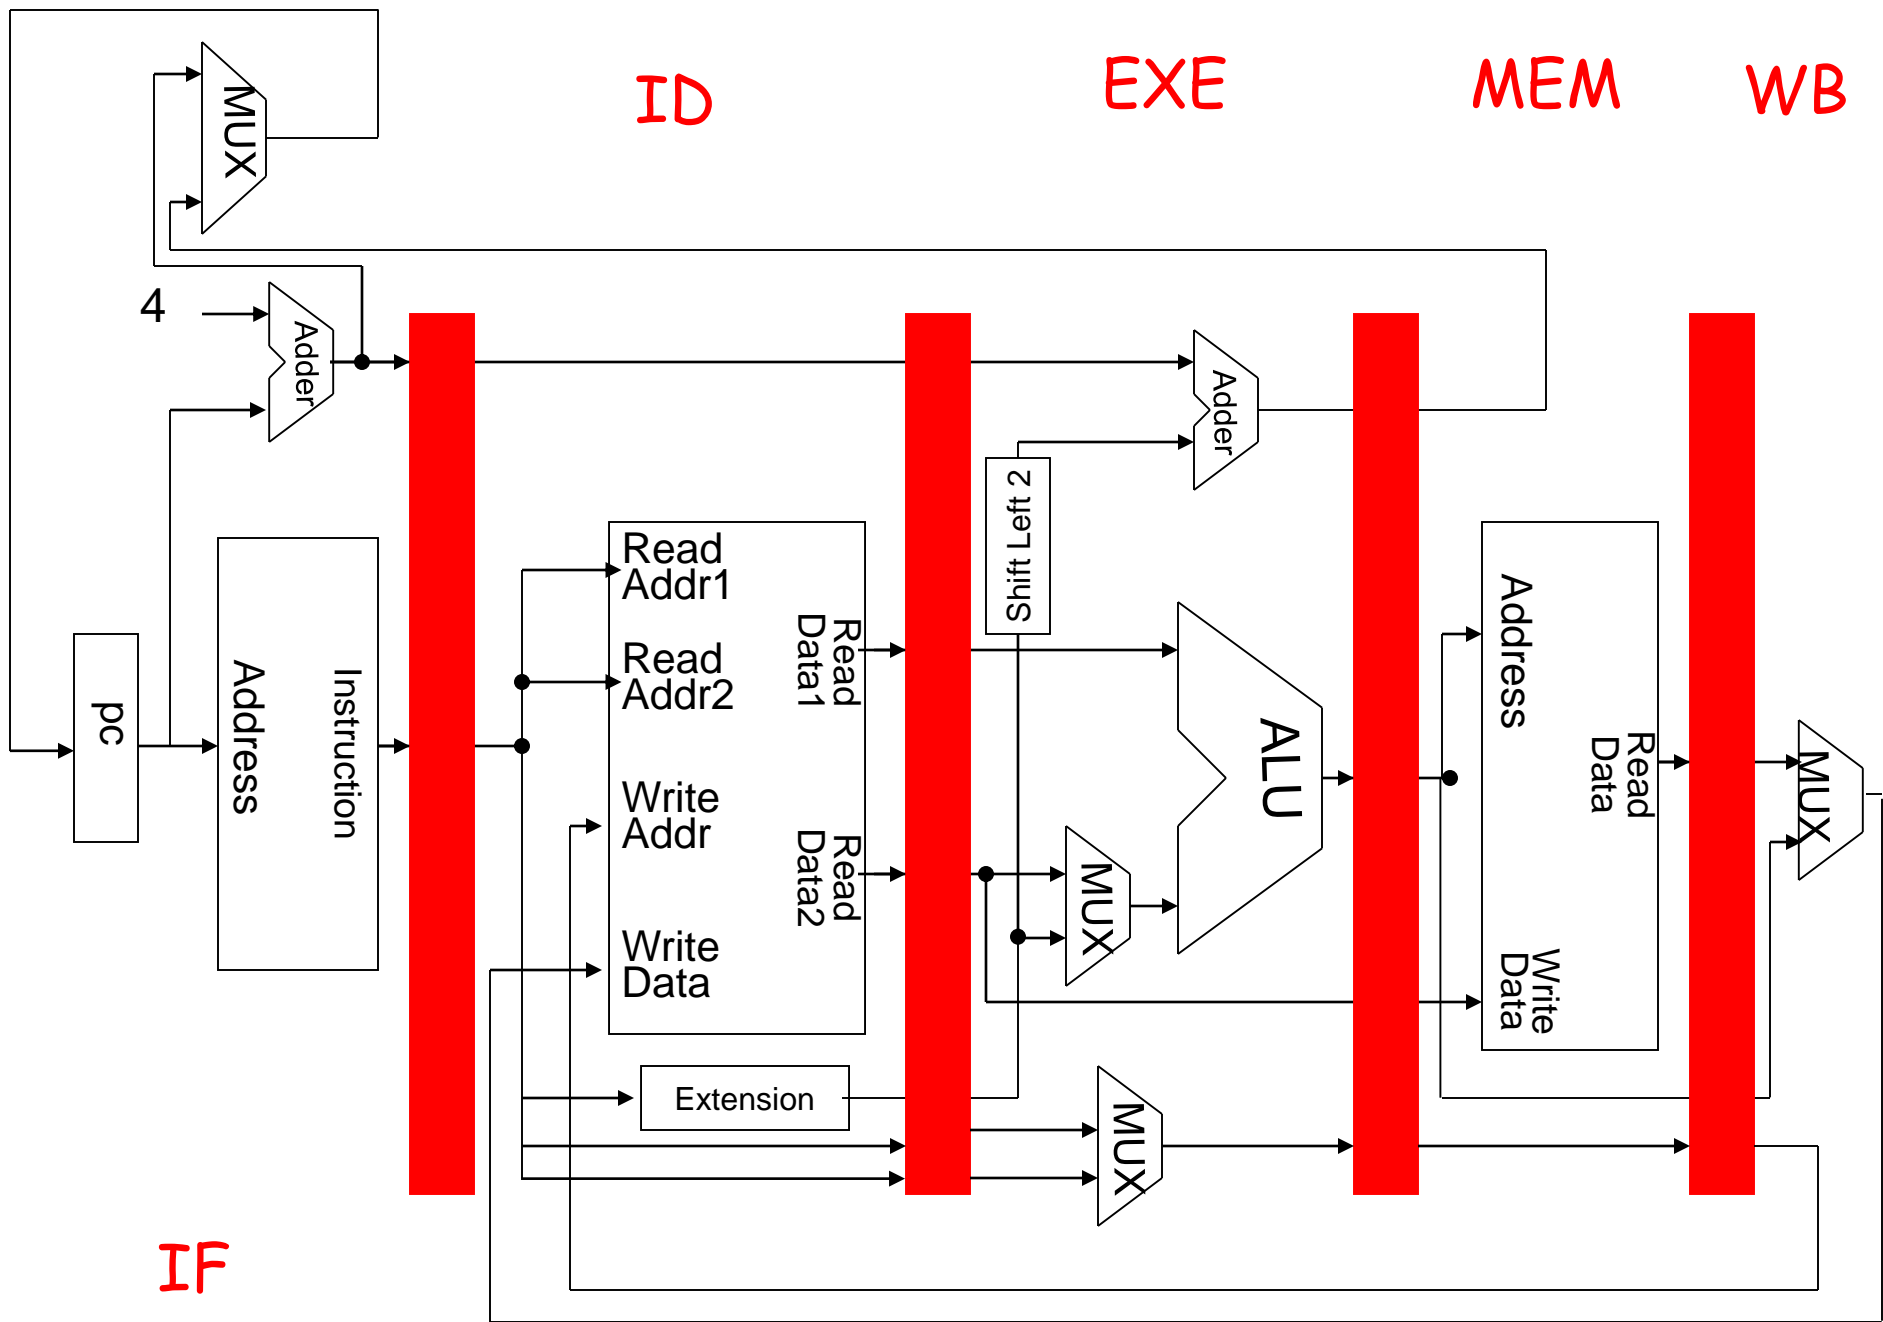 ID
EXE
MEM
WB
MUX
4
Adder
Adder
pc
Address
Instruction
Read
Addr1
Read
Addr2
Write
Addr
Write
Data
Read
Data1
Read
Data2
Shift Left 2
ALU
MUX
Address
Read
Data
Write
Data
MUX
Extension
MUX
IF